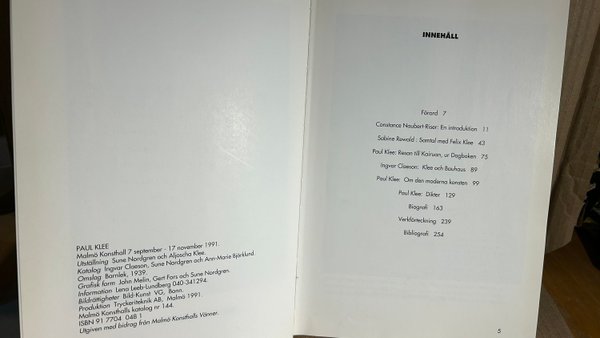 PAUL KLEE
Malmö Konsthall 7 september - 17 november 1991.
Utställning Sune Nordgren och Aljoscha Klee.
Katalog Ingvar Claeson, Sune Nordgren och Ann-Marie Björklund.
Omslag Barnlek, 1939.
Grafisk form John Melin, Gert Fors och Sune Nordgren.
Information Lena Leeb-Lundberg 040-341294.
Bildrättigheter Bild-Kunst VG, Bonn.
Produktion Tryckeriteknik AB, Malmö 1991.
Malmö Konsthalls katalog nr 144.
ISBN 91 7704 048 1
Utgiven med bidrag från Malmö Konsthalls Vänner.
INNEHÅLL
Förord 7
Constance Naubert-Riser: En introduktion 11
Sabine Rewald: Samtal med Felix Klee 43
Paul Klee: Resan till Kairuan, ur Dagboken 75
Ingvar Claeson: Klee och Bauhaus 89
Paul Klee: Om den moderna konsten 99
Paul Klee: Dikter 129
Biografi 163
Verkförteckning 239
Bibliografi 254
5